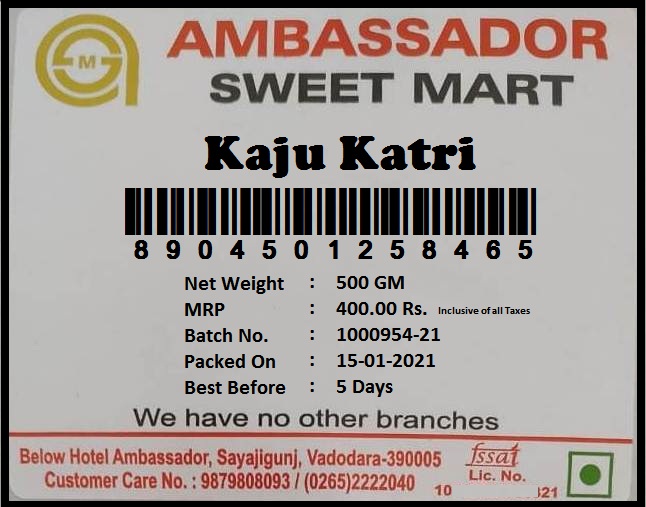 M
AMBASSADOR
SWEET MART
Kaju Katri
8904501258465
Net Weight : 500 GM
MRP : 400.00 Rs. Inclusive of all Taxes
Batch No. : 1000954-21
Packed On : 15-01-2021
Best Before : 5 Days
We have no other branches
Below Hotel Ambassador, Sayajigunj, Vadodara-390005
Customer Care No. : 9879808093 / (0265)2222040
fssai
Lic. No.
10 321